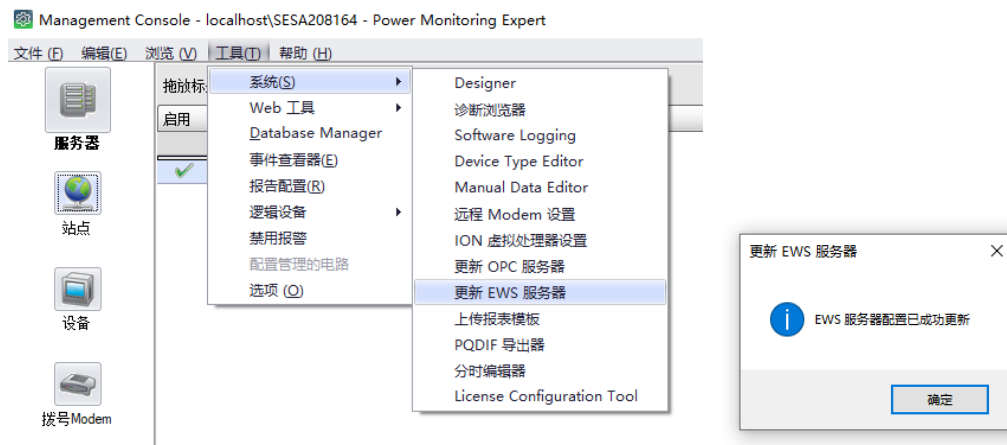 Management Console - localhost\SESA208164 - Power Monitoring Expert
文件 (F) 编辑(E) 浏览 (V) 工具(T) 帮助 (H)
服务器
站点
设备
拨号Modem
拖放标
启用
系统(S)
Web 工具
Database Manager
事件查看器(E)
报告配置(R)
逻辑设备
禁用报警
配置管理的电路
选项 (O)
Designer
诊断浏览器
Software Logging
Device Type Editor
Manual Data Editor
远程 Modem 设置
ION 虚拟处理器设置
更新 OPC 服务器
更新 EWS 服务器
上传报表模板
PQDIF 导出器
分时编辑器
License Configuration Tool
更新 EWS 服务器
EWS 服务器配置已成功更新
确定